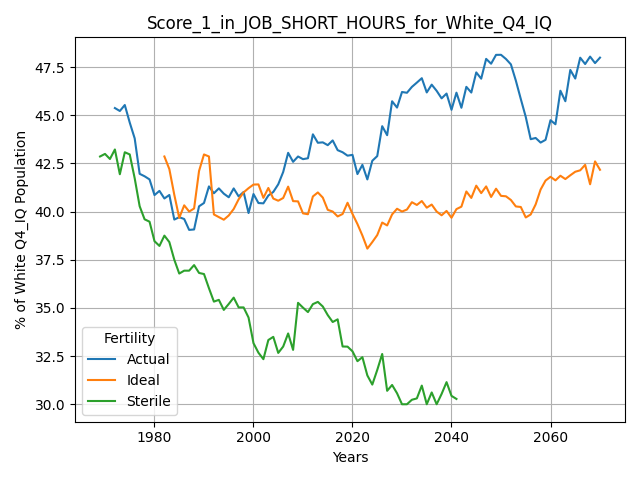 Score_1_in_JOB_SHORT_HOURS_for_White_Q4_IQ
% of White Q4_IQ Population
47.5
45.0
42.5
40.0
37.5
35.0
32.5
30.0
Fertility
Actual
Ideal
Sterile
1980 2000 2020 2040 2060
Years